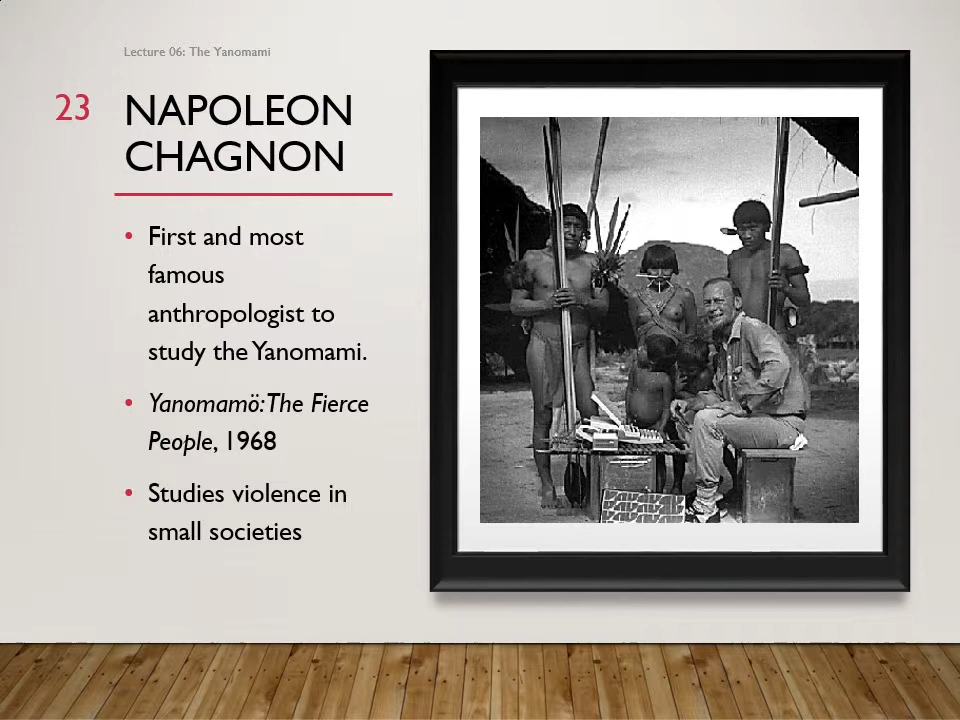 Lecture 06: The Yanomami
23
NAPOLEON
CHAGNON
• First and most
famous
anthropologist to
study the Yanomami.
• Yanomamö: The Fierce
People, 1968
• Studies violence in
small societies